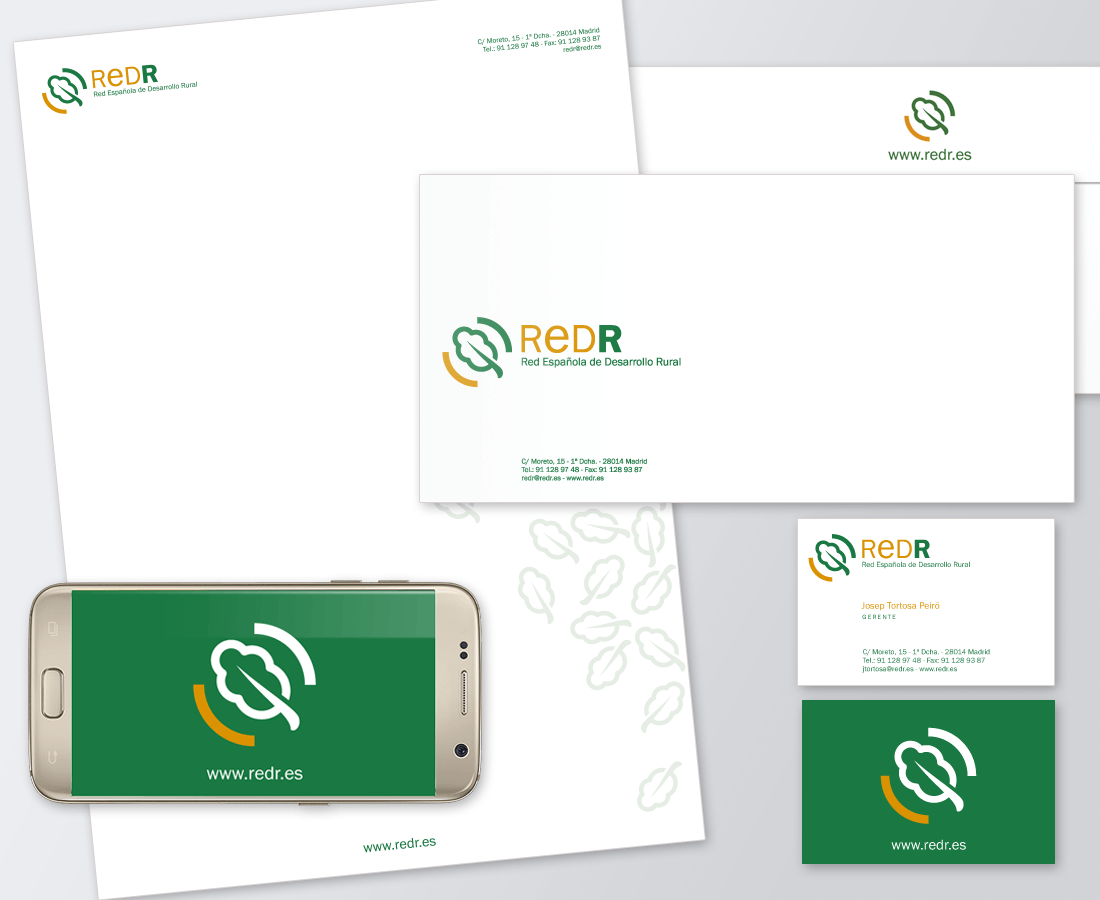 REDR
Red Española de Desarrollo Rural
C/ Moreto, 15 - 1ª Dcha. - 28014 Madrid
Tel.: 91 128 97 48 - Fax: 91 128 93 87
redr@redr.es
www.redr.es
REDR
Red Española de Desarrollo Rural
C/ Moreto, 15 - 1ª Dcha. - 28014 Madrid
Tel.: 91 128 97 48 - Fax: 91 128 93 87
redr@redr.es - www.redr.es
REDR
Red Española de Desarrollo Rural
Josep Tortosa Peiró
GERENTE
C/ Moreto, 15 - 1ª Dcha. - 28014 Madrid
Tel.: 91 128 97 48 - Fax: 91 128 93 87
jtortosa@redr.es - www.redr.es
www.redr.es
www.redr.es
www.redr.es